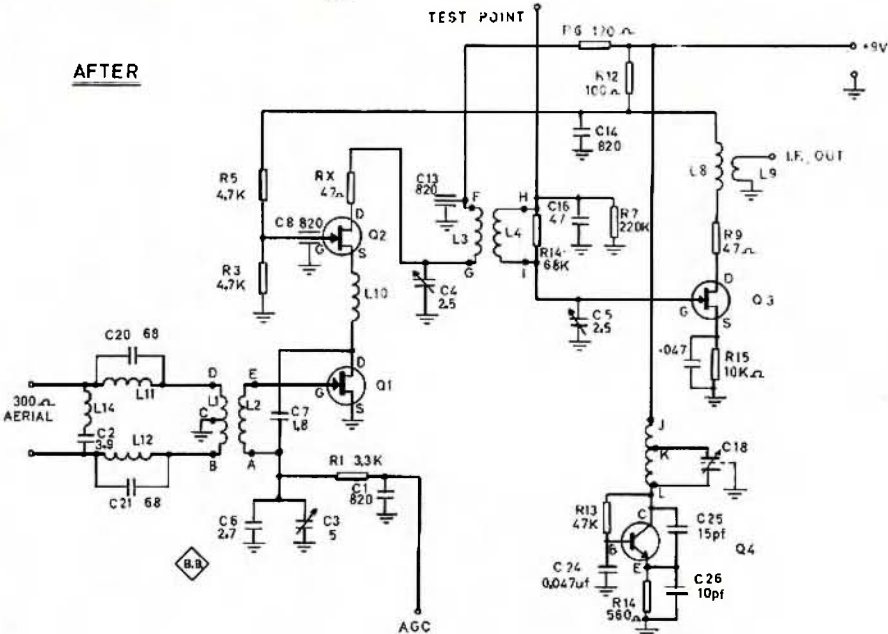 TEST POINT
AFTER
R6 120Ω
+9V
R12
100Ω
C14
820
I.F. OUT
L8
L9
R5
4.7K
RX
47Ω
C13
820
F
H
C8 820
D
Q2
G
S
L3
L4
C16
47
R7
220K
R9
47Ω
R14
68K
R3
4.7K
G
I
C4
2.5
L10
D
Q3
G
S
C5
2.5
C20 68
.047
R15
10KΩ
D
E
D
Q1
G
S
300Ω
AERIAL
L14
L11
C
L1
L2
C7
1.8
C2
3.9
L12
B
A
J
K
C18
L
R1 3.3K
C1
820
C21 68
C6
2.7
C3
5
R13
47K
C
B
E
C25
15pf
Q4
B.B.
C24
0.047uf
R14
560Ω
C26
10pf
AGC